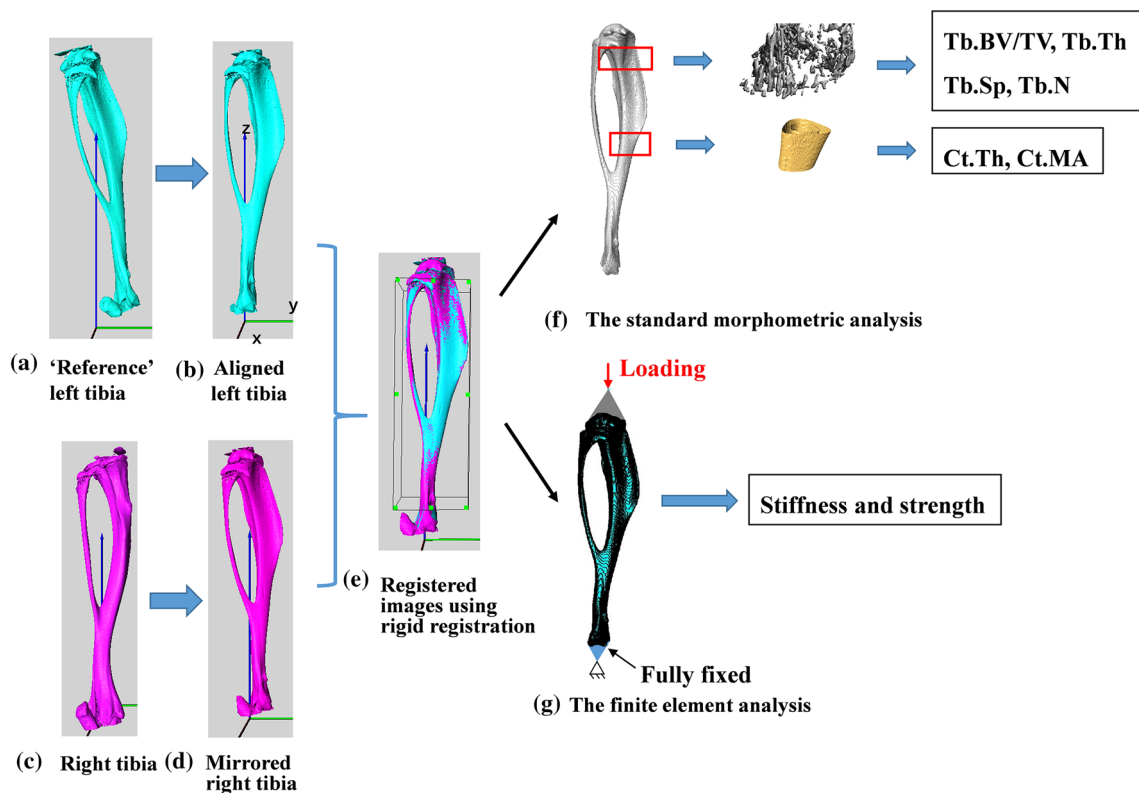 z
y
x
(a) ‘Reference’
left tibia
(b) Aligned
left tibia
(c) Right tibia
(d) Mirrored
right tibia
(e) Registered
images using
rigid registration
Tb.BV/TV, Tb.Th
Tb.Sp, Tb.N
Ct.Th, Ct.MA
(f) The standard morphometric analysis
Loading
Stiffness and strength
Fully fixed
(g) The finite element analysis